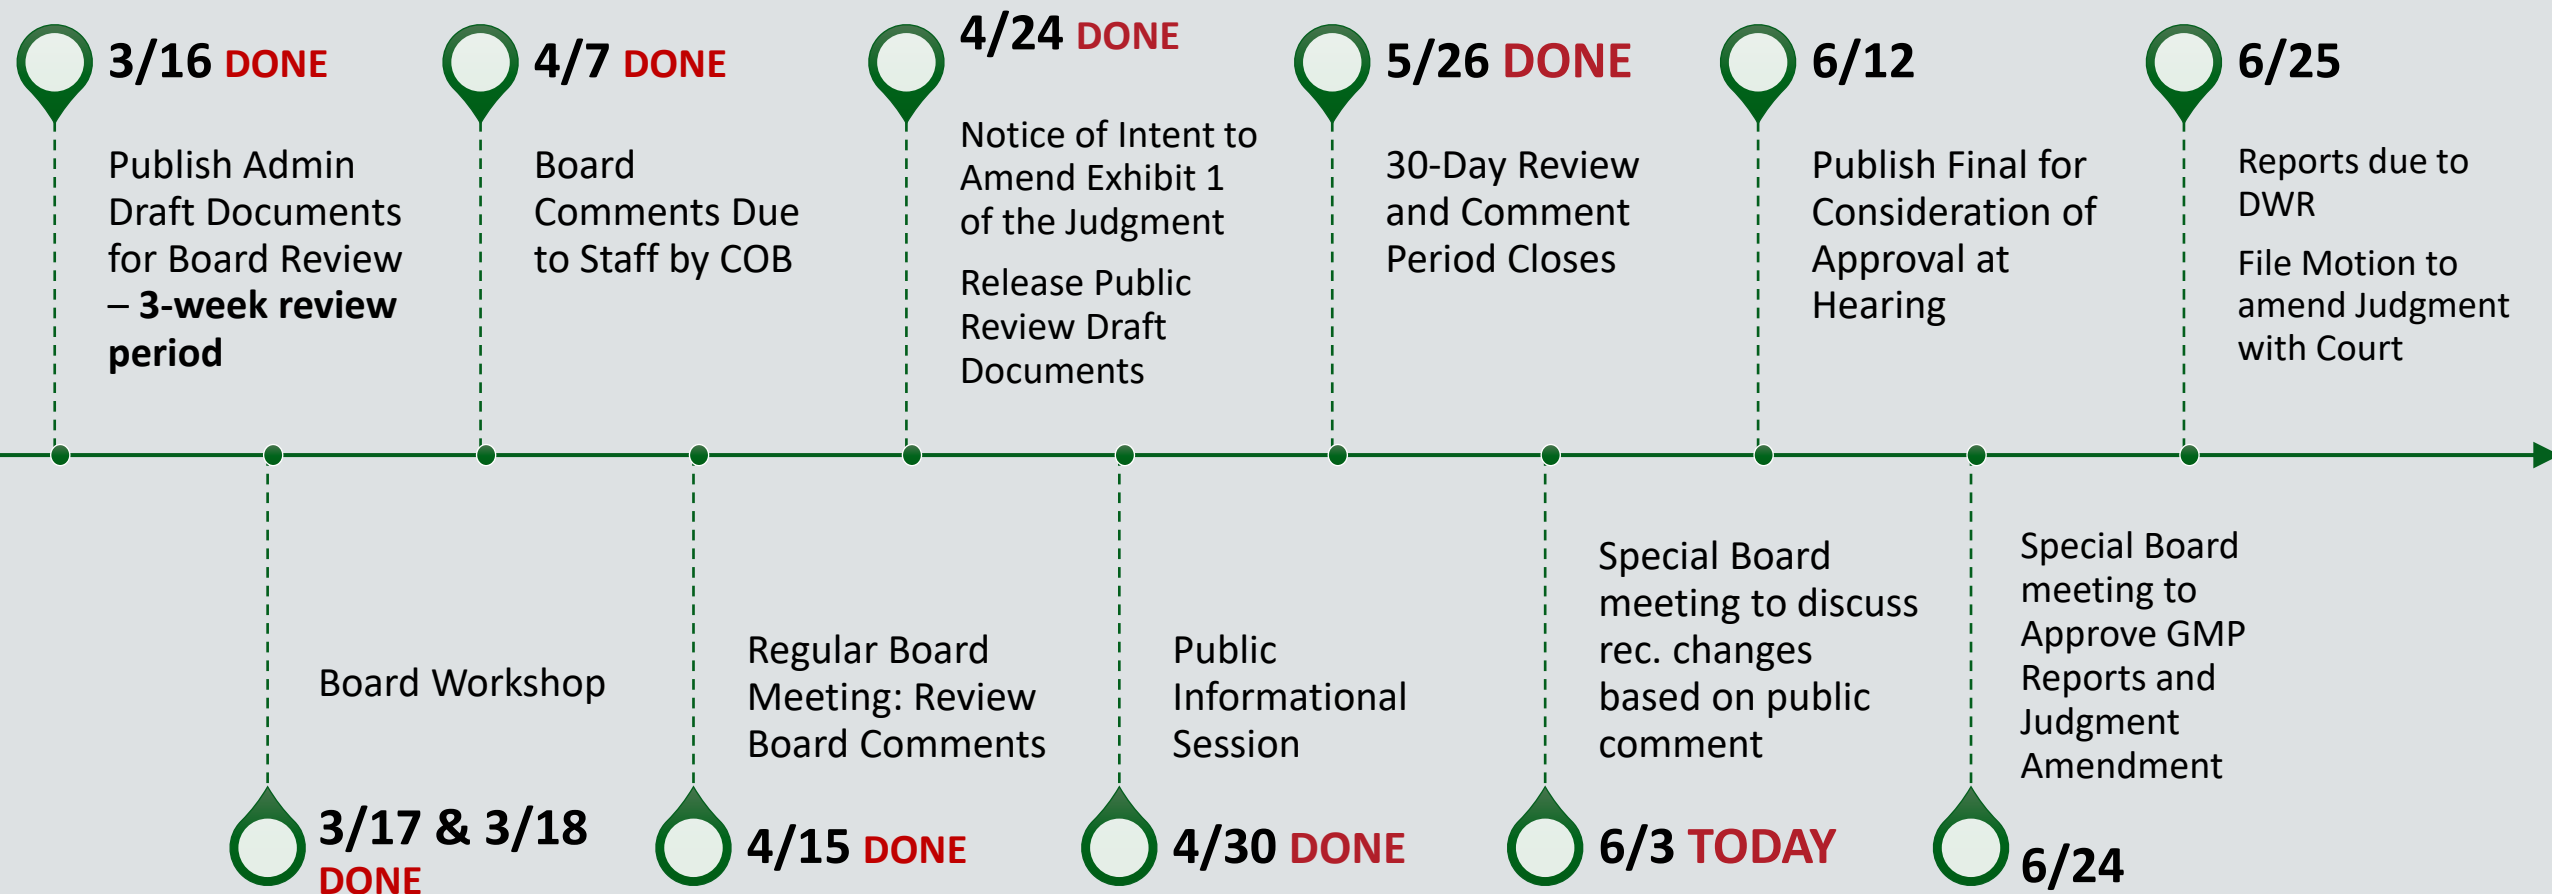 3/16 DONE
Publish Admin
Draft Documents
for Board Review
– 3-week review
period
3/17 & 3/18
DONE
Board Workshop
4/7 DONE
Board
Comments Due
to Staff by COB
4/15 DONE
Regular Board
Meeting: Review
Board Comments
4/24 DONE
Notice of Intent to
Amend Exhibit 1
of the Judgment
Release Public
Review Draft
Documents
4/30 DONE
Public
Informational
Session
5/26 DONE
30-Day Review
and Comment
Period Closes
6/3 TODAY
Special Board
meeting to discuss
rec. changes
based on public
comment
6/12
Publish Final for
Consideration of
Approval at
Hearing
6/24
Special Board
meeting to
Approve GMP
Reports and
Judgment
Amendment
6/25
Reports due to
DWR
File Motion to
amend Judgment
with Court